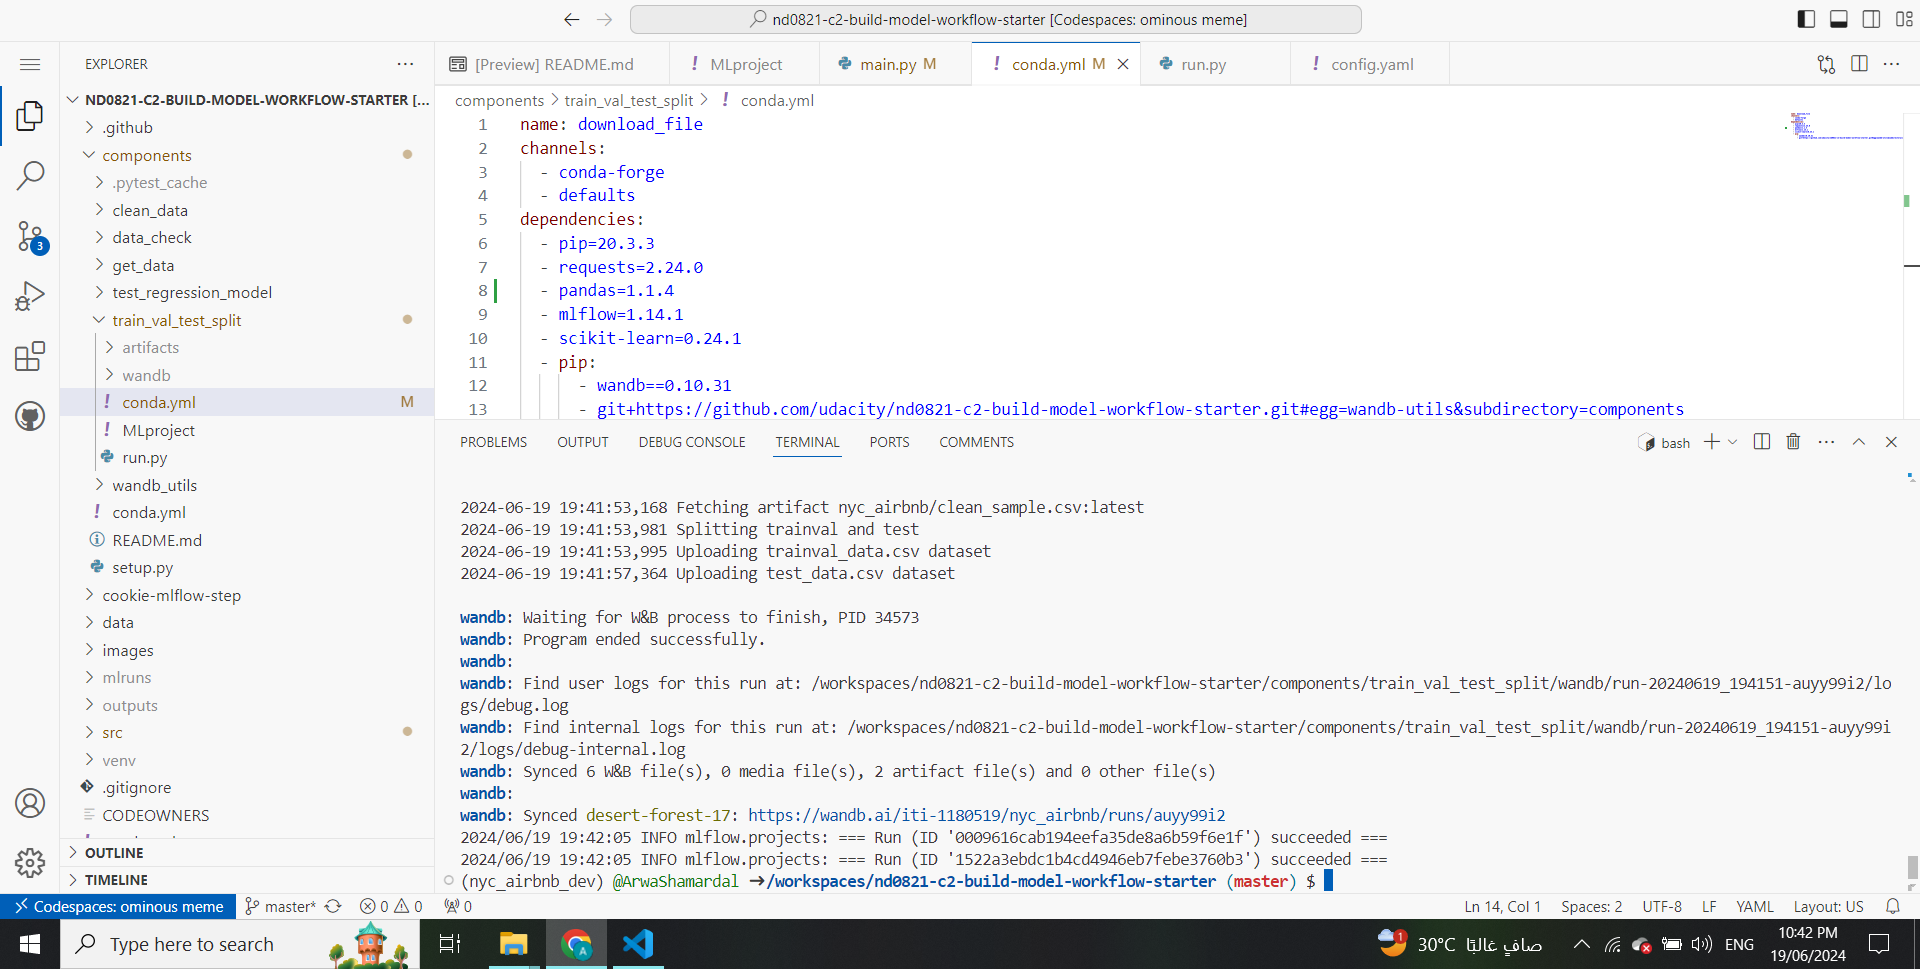 nd0821-c2-build-model-workflow-starter [Codespaces: ominous meme]
EXPLORER
ND0821-C2-BUILD-MODEL-WORKFLOW-STARTER [...
.github
components
.pytest_cache
clean_data
data_check
get_data
test_regression_model
train_val_test_split
artifacts
wandb
conda.yml M
MLproject
run.py
wandb_utils
conda.yml
README.md
setup.py
cookie-mlflow-step
data
images
mlruns
outputs
src
venv
.gitignore
CODEOWNERS
OUTLINE
TIMELINE
3
[Preview] README.md
MLproject
main.py M
conda.yml M
run.py
config.yaml
components > train_val_test_split > conda.yml
1 name: download_file
2 channels:
3 - conda-forge
4 - defaults
5 dependencies:
6 - pip=20.3.3
7 - requests=2.24.0
8 - pandas=1.1.4
9 - mlflow=1.14.1
10 - scikit-learn=0.24.1
11 - pip:
12 - wandb==0.10.31
13 - git+https://github.com/udacity/nd0821-c2-build-model-workflow-starter.git#egg=wandb-utils&subdirectory=components
PROBLEMS OUTPUT DEBUG CONSOLE TERMINAL PORTS COMMENTS
bash
2024-06-19 19:41:53,168 Fetching artifact nyc_airbnb/clean_sample.csv:latest
2024-06-19 19:41:53,981 Splitting trainval and test
2024-06-19 19:41:53,995 Uploading trainval_data.csv dataset
2024-06-19 19:41:57,364 Uploading test_data.csv dataset
wandb: Waiting for W&B process to finish, PID 34573
wandb: Program ended successfully.
wandb:
wandb: Find user logs for this run at: /workspaces/nd0821-c2-build-model-workflow-starter/components/train_val_test_split/wandb/run-20240619_194151-auyy99i2/lo
gs/debug.log
wandb: Find internal logs for this run at: /workspaces/nd0821-c2-build-model-workflow-starter/components/train_val_test_split/wandb/run-20240619_194151-auyy99i
2/logs/debug-internal.log
wandb: Synced 6 W&B file(s), 0 media file(s), 2 artifact file(s) and 0 other file(s)
wandb:
wandb: Synced desert-forest-17: https://wandb.ai/iti-1180519/nyc_airbnb/runs/auyy99i2
2024/06/19 19:42:05 INFO mlflow.projects: === Run (ID '0009616cab194eefa35de8a6b59f6e1f') succeeded ===
2024/06/19 19:42:05 INFO mlflow.projects: === Run (ID '1522a3ebdc1b4cd4946eb7febe3760b3') succeeded ===
(nyc_airbnb_dev) @ArwaShamardal ➜/workspaces/nd0821-c2-build-model-workflow-starter (master) $
Codespaces: ominous meme master* 0 0 0
Ln 14, Col 1 Spaces: 2 UTF-8 LF YAML Layout: US
Type here to search
1
30°C صافٍ غالبًا
ENG
10:42 PM
19/06/2024